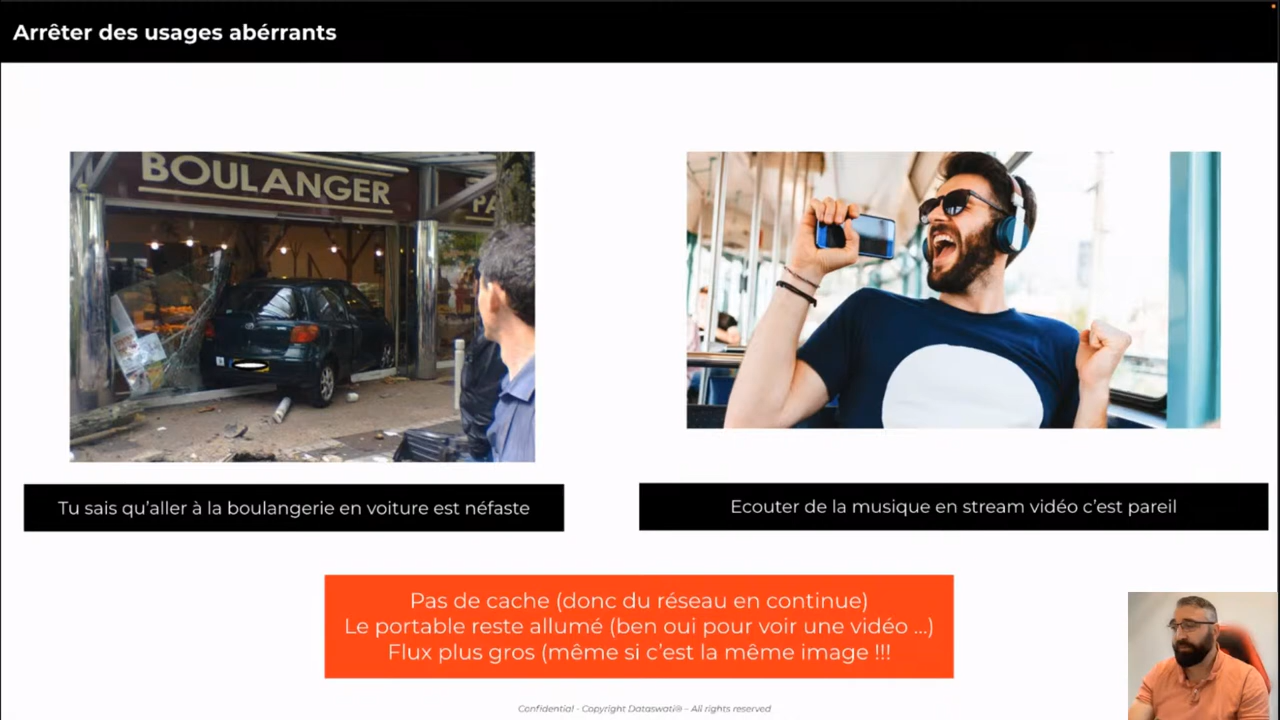 Arrêter des usages abérrants
BOULANGER
PA
Tu sais qu'aller à la boulangerie en voiture est néfaste
Ecouter de la musique en stream vidéo c'est pareil
Pas de cache (donc du réseau en continue)
Le portable reste allumé (ben oui pour voir une vidéo ...)
Flux plus gros (même si c'est la même image !!!
Confidential - Copyright Dataswati® – All rights reserved